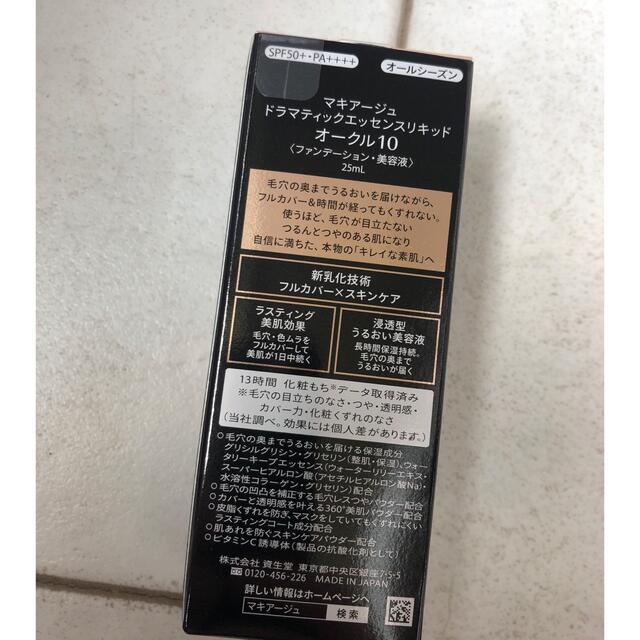 SPF50+・PA++++
オールシーズン
マキアージュ
ドラマティックエッセンスリキッド
オークル10
〈ファンデーション・美容液〉
25mL
毛穴の奥までうるおいを届けながら、
フルカバー&時間が経ってもくずれない。
使うほど、毛穴が目立たない
つるんとつやのある肌になり
自信に満ちた、本物の「キレイな素肌」へ
新乳化技術
フルカバー×スキンケア
ラスティング
美肌効果
毛穴・色ムラを
フルカバーして
美肌が1日中続く
浸透型
うるおい美容液
長時間保湿持続。
毛穴の奥まで
うるおいが届く
13時間 化粧もち※データ取得済み
※毛穴の目立ちのなさ・つや・透明感・
カバー力・化粧くずれのなさ
(当社調べ。効果には個人差があります。)
○毛穴の奥までうるおいを届ける保湿成分
グリシルグリシン・グリセリン(整肌・保湿)、ウォー
タリーキープエッセンス(ウォーターリリーエキス・
スーパーヒアルロン酸(アセチルヒアルロン酸Na)・
水溶性コラーゲン・グリセリン)配合
○毛穴の凹凸を補正する毛穴レスつやパウダー配合
○カバーと透明感を叶える360°美肌パウダー配合
○皮脂くずれを防ぎ、マスクをしていてもくずれにくい
ラスティングコート成分配合
○肌あれを防ぐスキンケアパウダー配合
○ビタミンC誘導体(製品の抗酸化剤として)
株式会社 資生堂 東京都中央区銀座7-5-5
0120-456-226 MADE IN JAPAN
詳しい情報はホームページへ
マキアージュ 検索